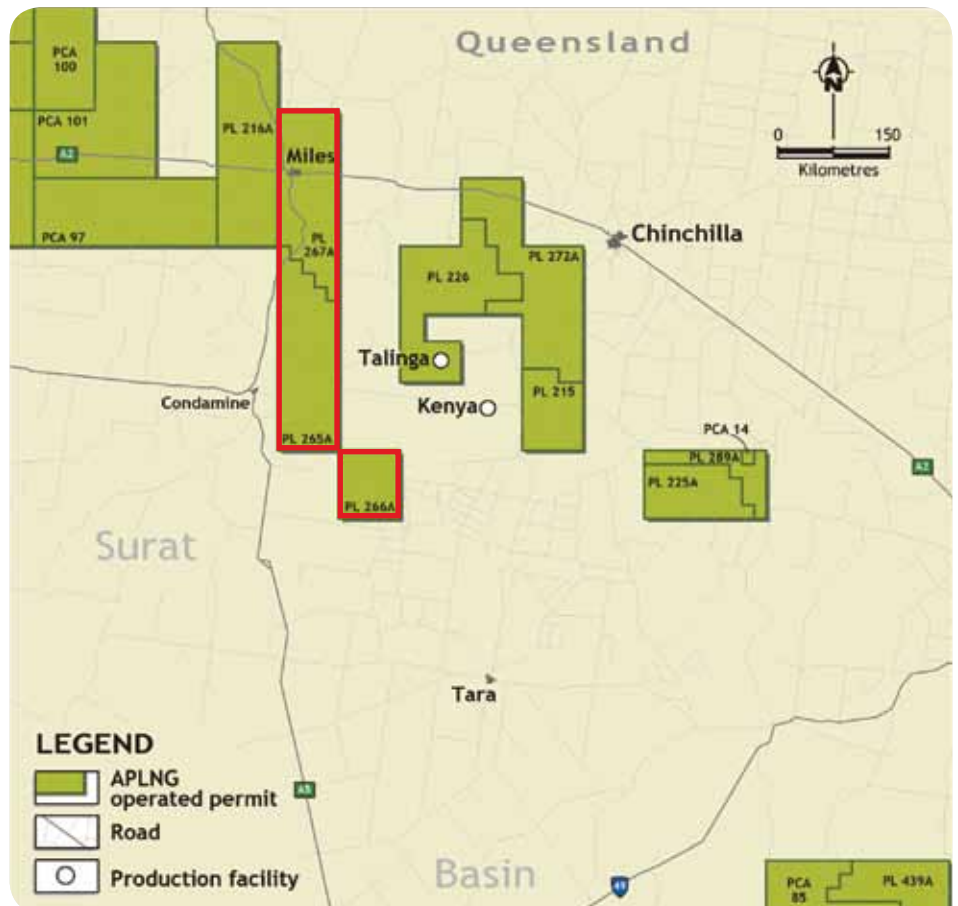 Queensland
PCA
100
PCA 101
PL 216A
A2
Miles
PCA 97
PL
267A
N
0 150
Kilometres
Chinchilla
PL 226
PL 272A
Talinga
Kenya
PL 215
Condamine
PL 265A
PL 266A
PCA 14
PL 289A
PL 225A
A2
Surat
Tara
LEGEND
APLNG
operated permit
Road
Production facility
A5
Basin
41
PCA
85
PL 439A